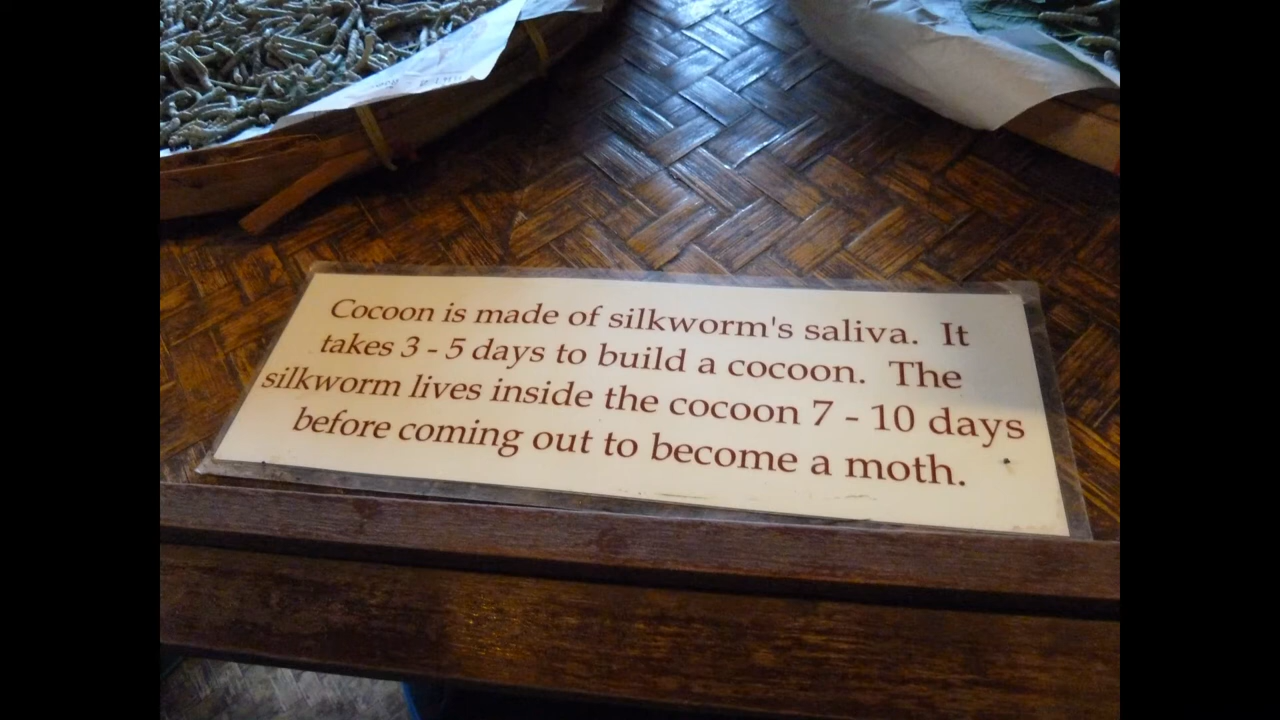 Cocoon is made of silkworm's saliva. It
takes 3 - 5 days to build a cocoon. The
silkworm lives inside the cocoon 7 - 10 days
before coming out to become a moth.